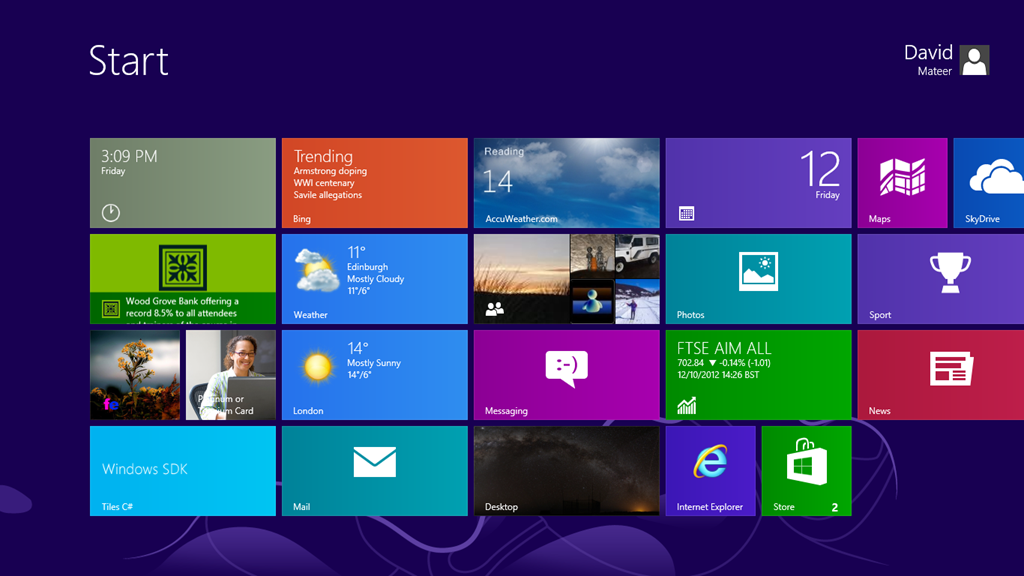 Start
David
Mateer
3:09 PM
Friday
Trending
Armstrong doping
WWI centenary
Savile allegations
Bing
Reading
14
AccuWeather.com
12
Friday
Maps
SkyDrive
Wood Grove Bank offering a
record 8.5% to all attendees
11°
Edinburgh
Mostly Cloudy
11°/6°
Weather
Photos
Sport
fe
or
Card
14°
Mostly Sunny
14°/6°
London
:-)
Messaging
FTSE AIM ALL
702.84 ▼ -0.14% (-1.01)
12/10/2012 14:26 BST
News
Windows SDK
Tiles C#
Mail
Desktop
Internet Explorer
Store
2